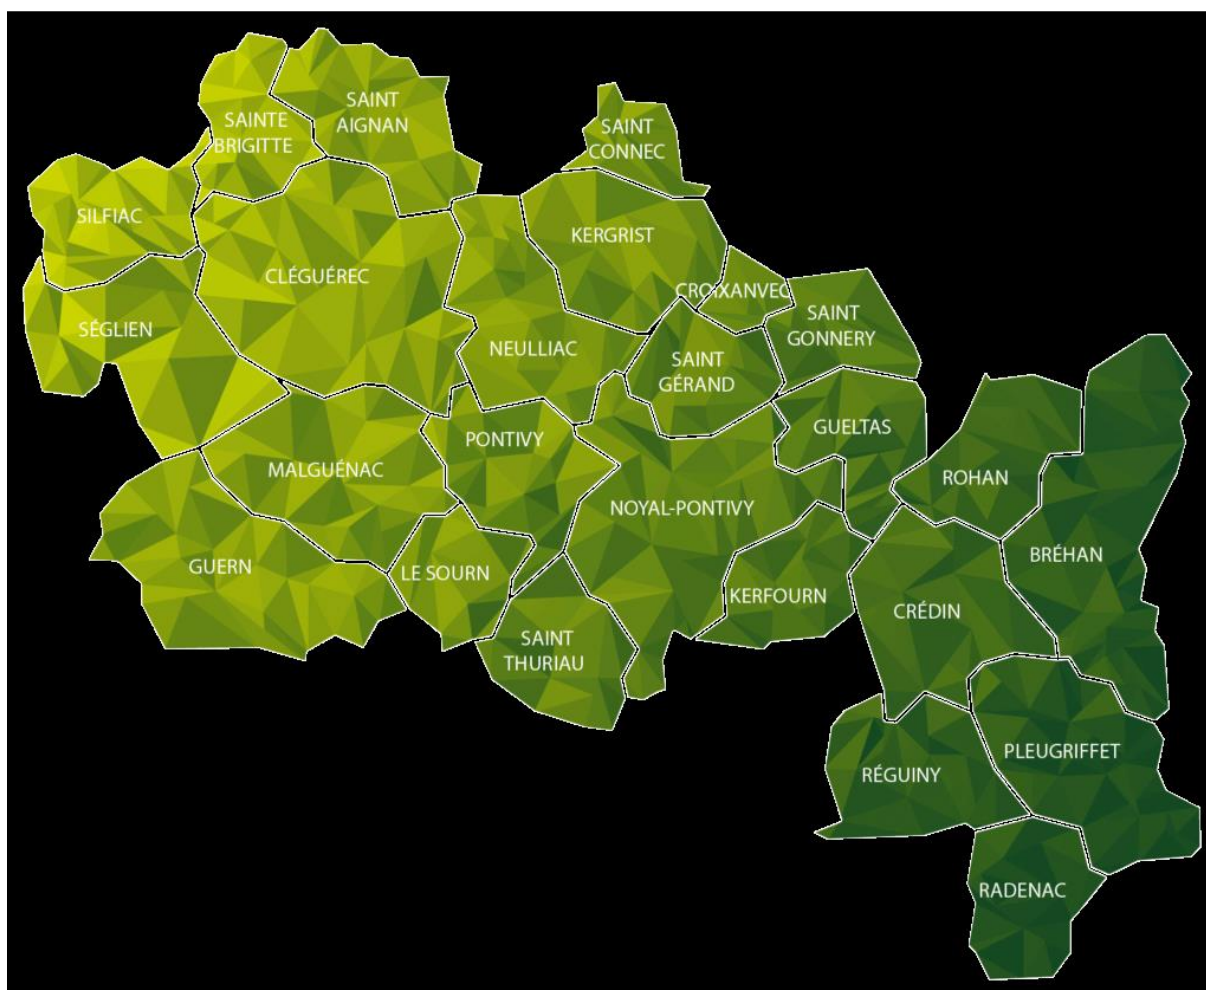 SAINT
AIGNAN
SAINTE
BRIGITTE
SAINT
CONNEC
SILFIAC
KERGRIST
CLÉGUÉREC
CROIXANVEC
SÉGLIEN
SAINT
GONNERY
NEULLIAC
SAINT
GÉRAND
GUELTAS
PONTIVY
MALGUÉNAC
ROHAN
NOYAL-PONTIVY
BRÉHAN
GUERN
LE SOURN
KERFOURN
CRÉDIN
SAINT
THURIAU
PLEUGRIFFET
RÉGUINY
RADENAC